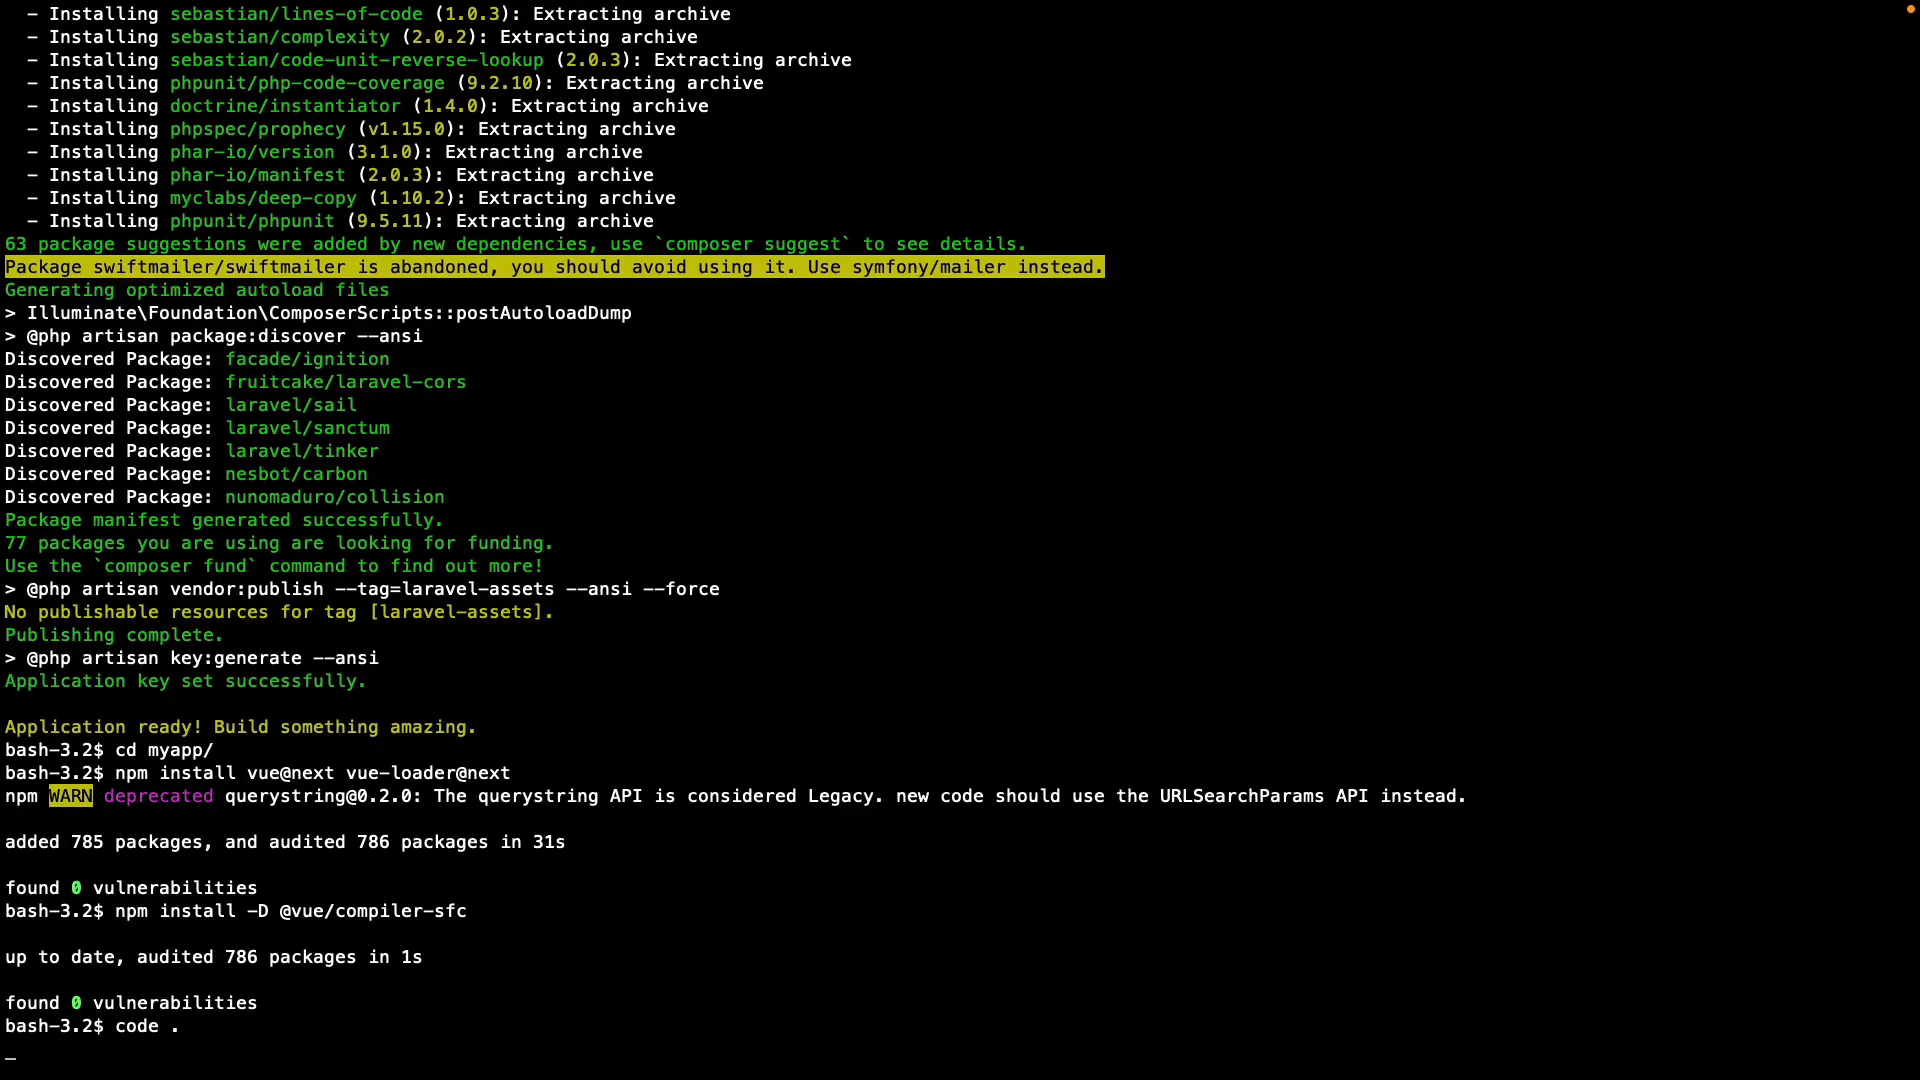 – Installing sebastian/lines-of-code (1.0.3): Extracting archive
– Installing sebastian/complexity (2.0.2): Extracting archive
– Installing sebastian/code-unit-reverse-lookup (2.0.3): Extracting archive
– Installing phpunit/php-code-coverage (9.2.10): Extracting archive
– Installing doctrine/instantiator (1.4.0): Extracting archive
– Installing phpspec/prophecy (v1.15.0): Extracting archive
– Installing phar-io/version (3.1.0): Extracting archive
– Installing phar-io/manifest (2.0.3): Extracting archive
– Installing myclabs/deep-copy (1.10.2): Extracting archive
– Installing phpunit/phpunit (9.5.11): Extracting archive
63 package suggestions were added by new dependencies, use `composer suggest` to see details.
Package swiftmailer/swiftmailer is abandoned, you should avoid using it. Use symfony/mailer instead.
Generating optimized autoload files
> Illuminate\Foundation\ComposerScripts::postAutoloadDump
> @php artisan package:discover --ansi
Discovered Package: facade/ignition
Discovered Package: fruitcake/laravel-cors
Discovered Package: laravel/sail
Discovered Package: laravel/sanctum
Discovered Package: laravel/tinker
Discovered Package: nesbot/carbon
Discovered Package: nunomaduro/collision
Package manifest generated successfully.
77 packages you are using are looking for funding.
Use the `composer fund` command to find out more!
> @php artisan vendor:publish --tag=laravel-assets --ansi --force
No publishable resources for tag [laravel-assets].
Publishing complete.
> @php artisan key:generate --ansi
Application key set successfully.
Application ready! Build something amazing.
bash-3.2$ cd myapp/
bash-3.2$ npm install vue@next vue-loader@next
npm WARN deprecated querystring@0.2.0: The querystring API is considered Legacy. new code should use the URLSearchParams API instead.
added 785 packages, and audited 786 packages in 31s
found 0 vulnerabilities
bash-3.2$ npm install -D @vue/compiler-sfc
up to date, audited 786 packages in 1s
found 0 vulnerabilities
bash-3.2$ code .